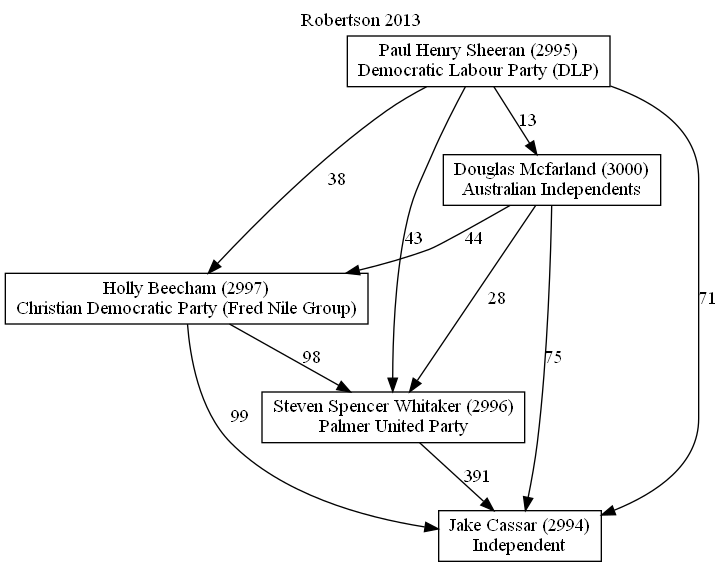 Robertson 2013
Paul Henry Sheeran (2995)
Democratic Labour Party (DLP)
13
Douglas Mcfarland (3000)
Australian Independents
38
43
44
Holly Beecham (2997)
Christian Democratic Party (Fred Nile Group)
28
71
98
75
Steven Spencer Whitaker (2996)
Palmer United Party
99
391
Jake Cassar (2994)
Independent